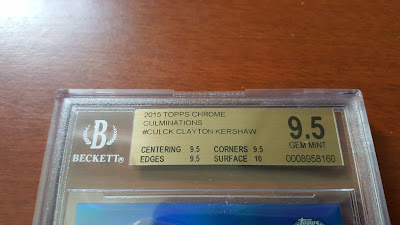 2015 TOPPS CHROME
CULMINATIONS
#CULCK CLAYTON KERSHAW
CENTERING 9.5 CORNERS 9.5
EDGES 9.5 SURFACE 10
9.5
GEM MINT
0008958160
B
BECKETT®
Topps